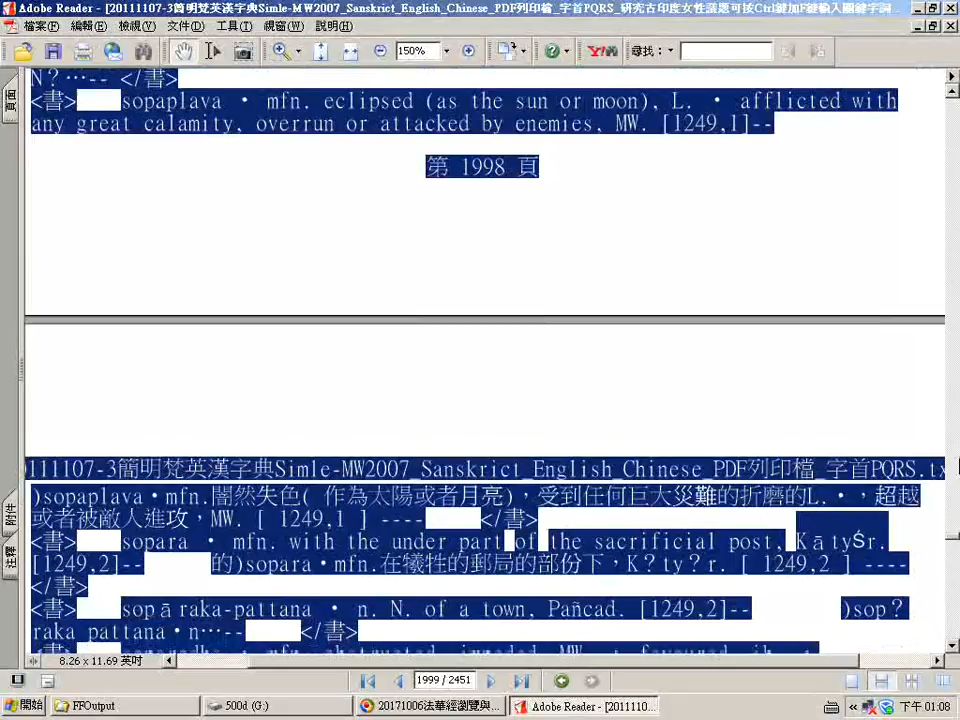 Adobe Reader - [20111107-3簡明梵英漢字典Simle-MW2007_Sanskrict_English_Chinese_PDF列印檔_字首PQRS_研究古印度女性議題可按Ctrl鍵加F鍵輸入關鍵字詞
檔案(F) 編輯(E) 檢視(V) 文件(D) 工具(T) 視窗(W) 說明(H)
150% 尋找:
頁面
N？…-- </書>
<書> sopaplava • mfn. eclipsed (as the sun or moon), L. • afflicted with
any great calamity, overrun or attacked by enemies, MW. [1249,1]--
第 1998 頁
111107-3簡明梵英漢字典Simle-MW2007_Sanskrict_English_Chinese_PDF列印檔_字首PQRS.tx
)sopaplava•mfn.闇然失色( 作為太陽或者月亮)，受到任何巨大災難的折磨的L.•，超越
或者被敵人進攻，MW. [ 1249,1 ] ---- </書>
<書> sopara • mfn. with the under part of the sacrificial post, KātyŚr.
[1249,2]-- 的)sopara•mfn.在犧牲的郵局的部份下，K？ty？r. [ 1249,2 ] ----
</書>
<書> sopāraka-pattana • n. N. of a town, Pañcad. [1249,2]-- )sop？
raka pattana•n…-- </書>
附件
注釋
8.26 x 11.69 英吋
1999 / 2451
開始 FFOutput 500d (G:) 20171006法華經瀏覽與... Adobe Reader - [2011110... 下午 01:08